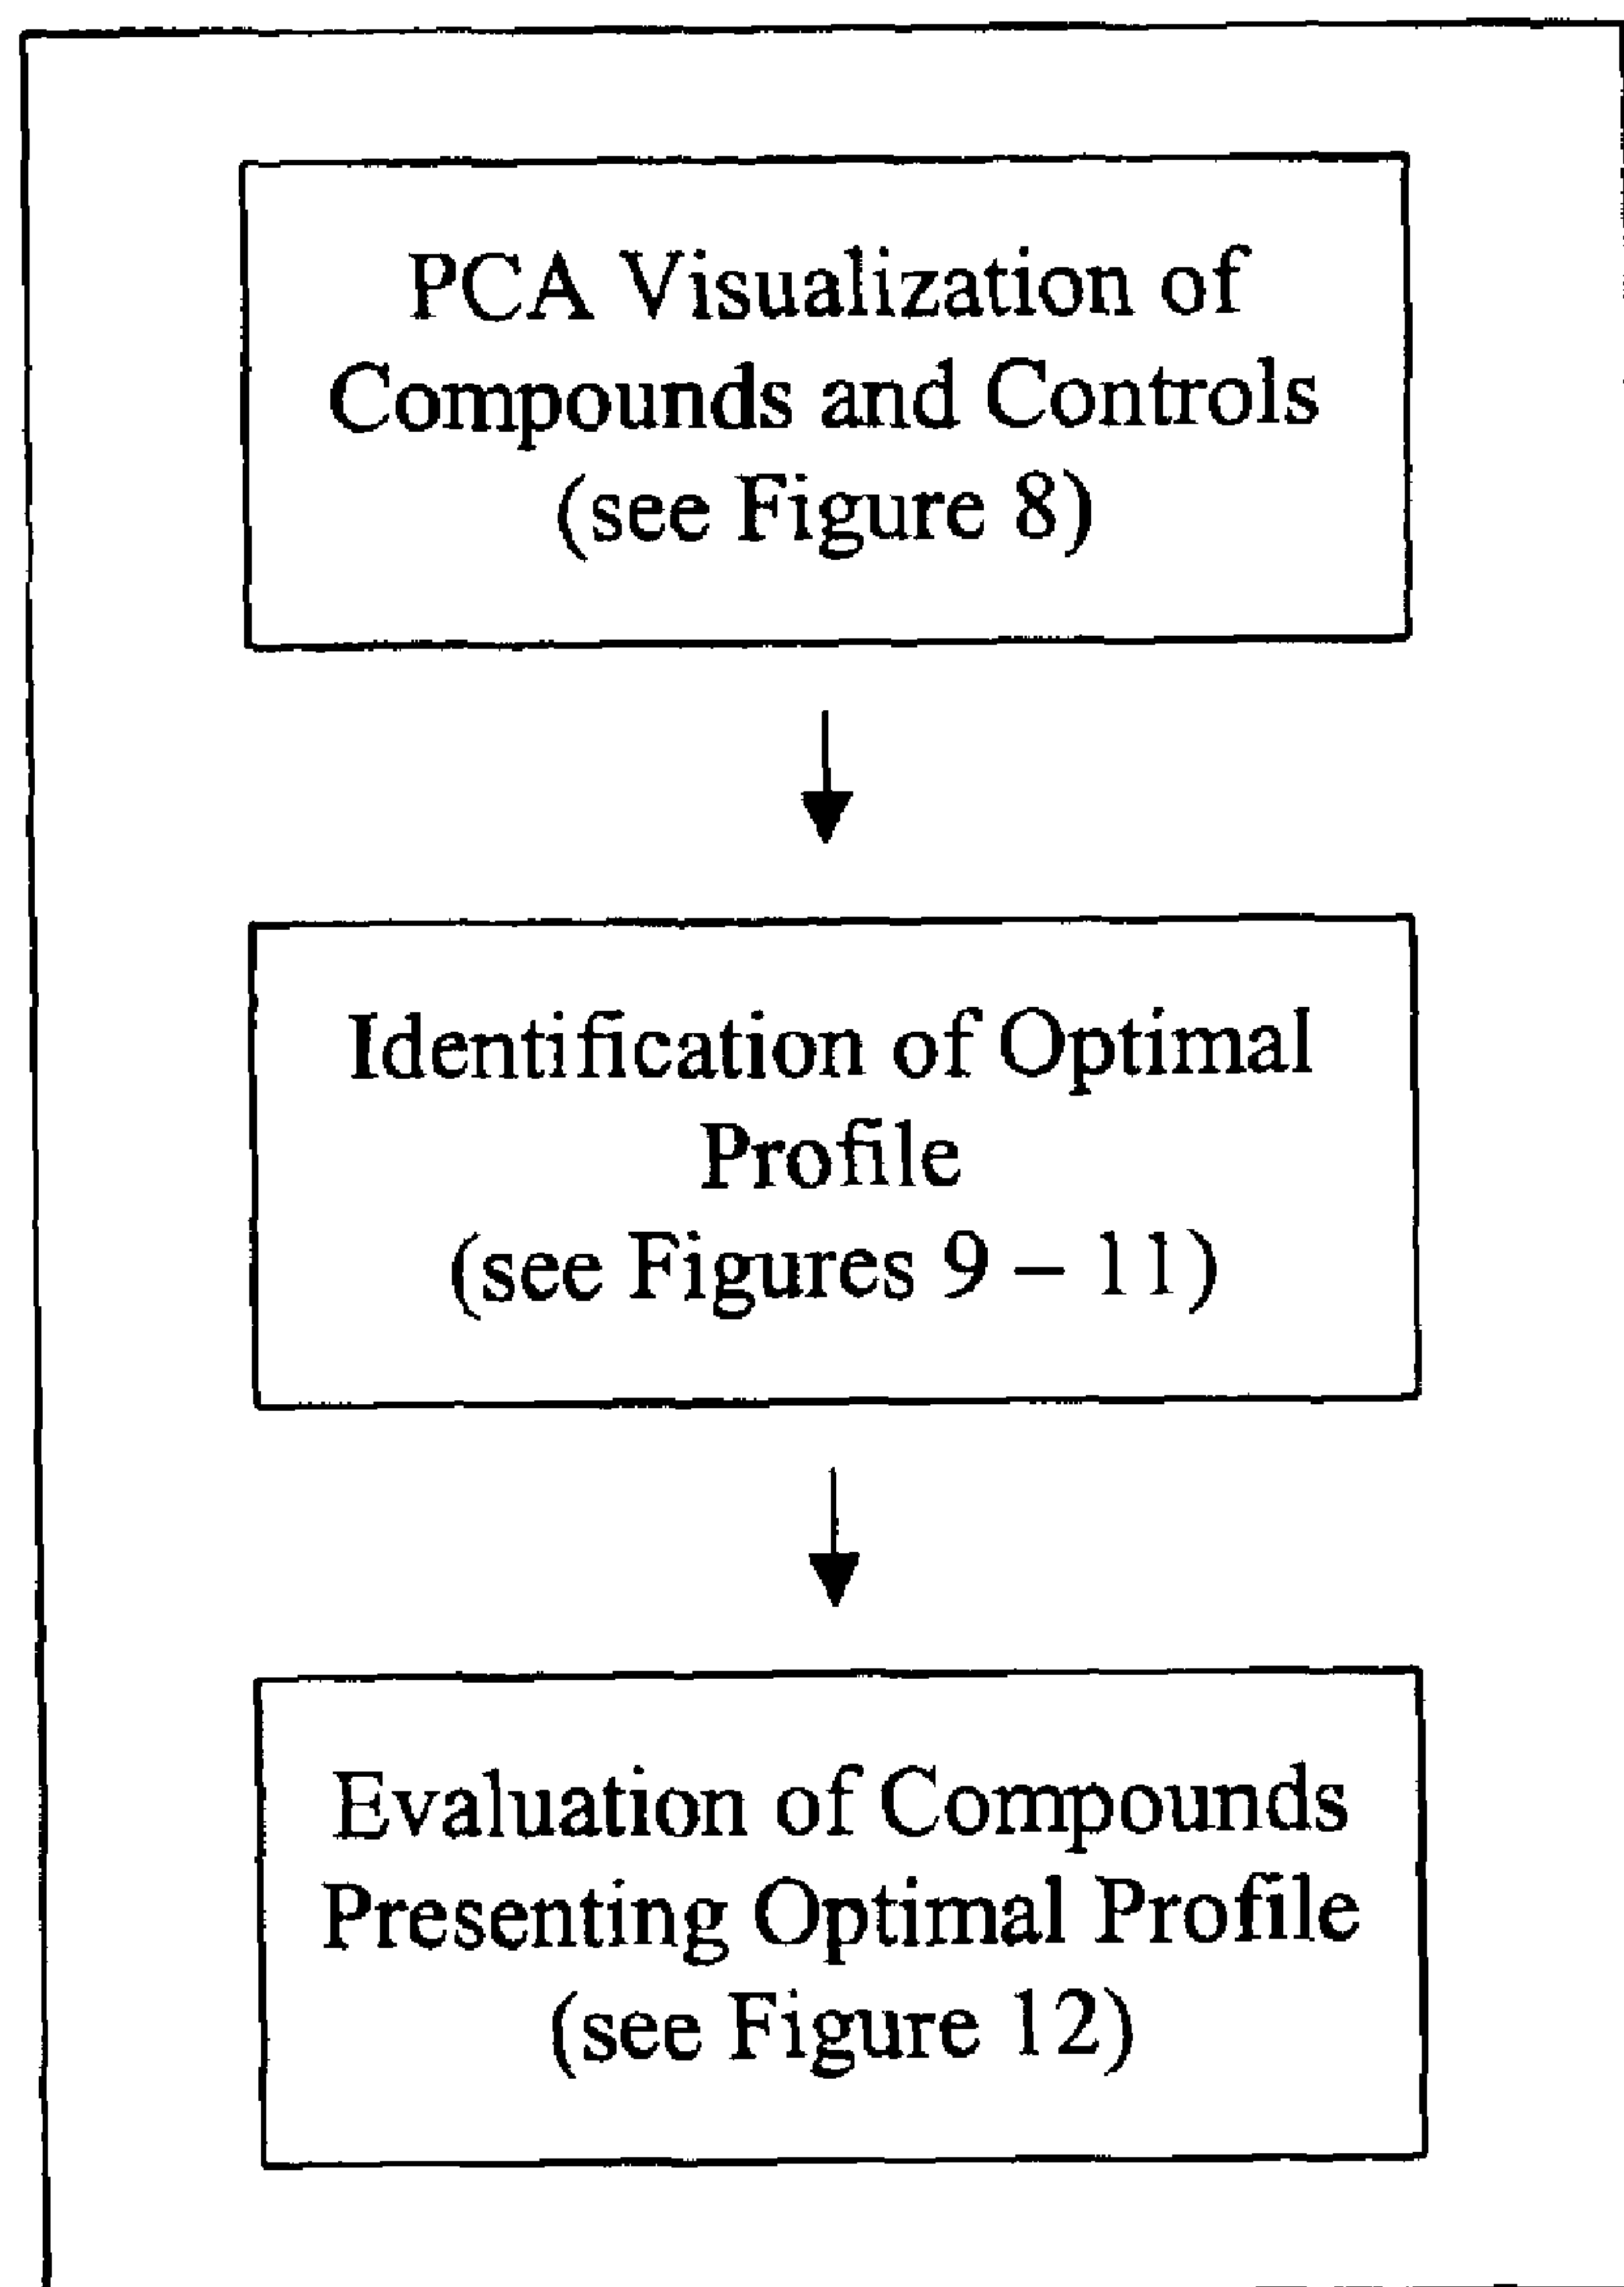 PCA Visualization of
Compounds and Controls
(see Figure 8)
Identification of Optimal
Profile
(see Figures 9 – 11)
Evaluation of Compounds
Presenting Optimal Profile
(see Figure 12)